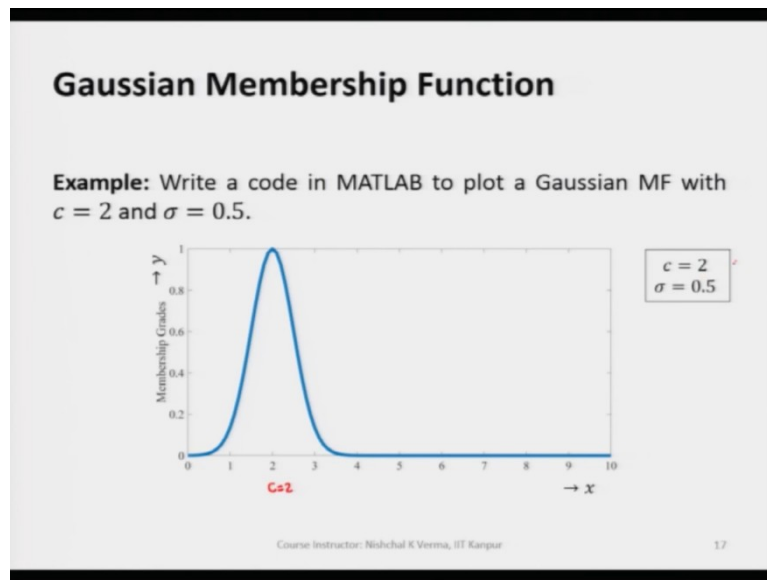 Gaussian Membership Function
Example: Write a code in MATLAB to plot a Gaussian MF with
c = 2 and σ = 0.5.
c = 2
σ = 0.5
Membership Grades → y
1
0.8
0.6
0.4
0.2
0
0 1 2 3 4 5 6 7 8 9 10
C=2
→ x
Course Instructor: Nishchal K Verma, IIT Kanpur
17